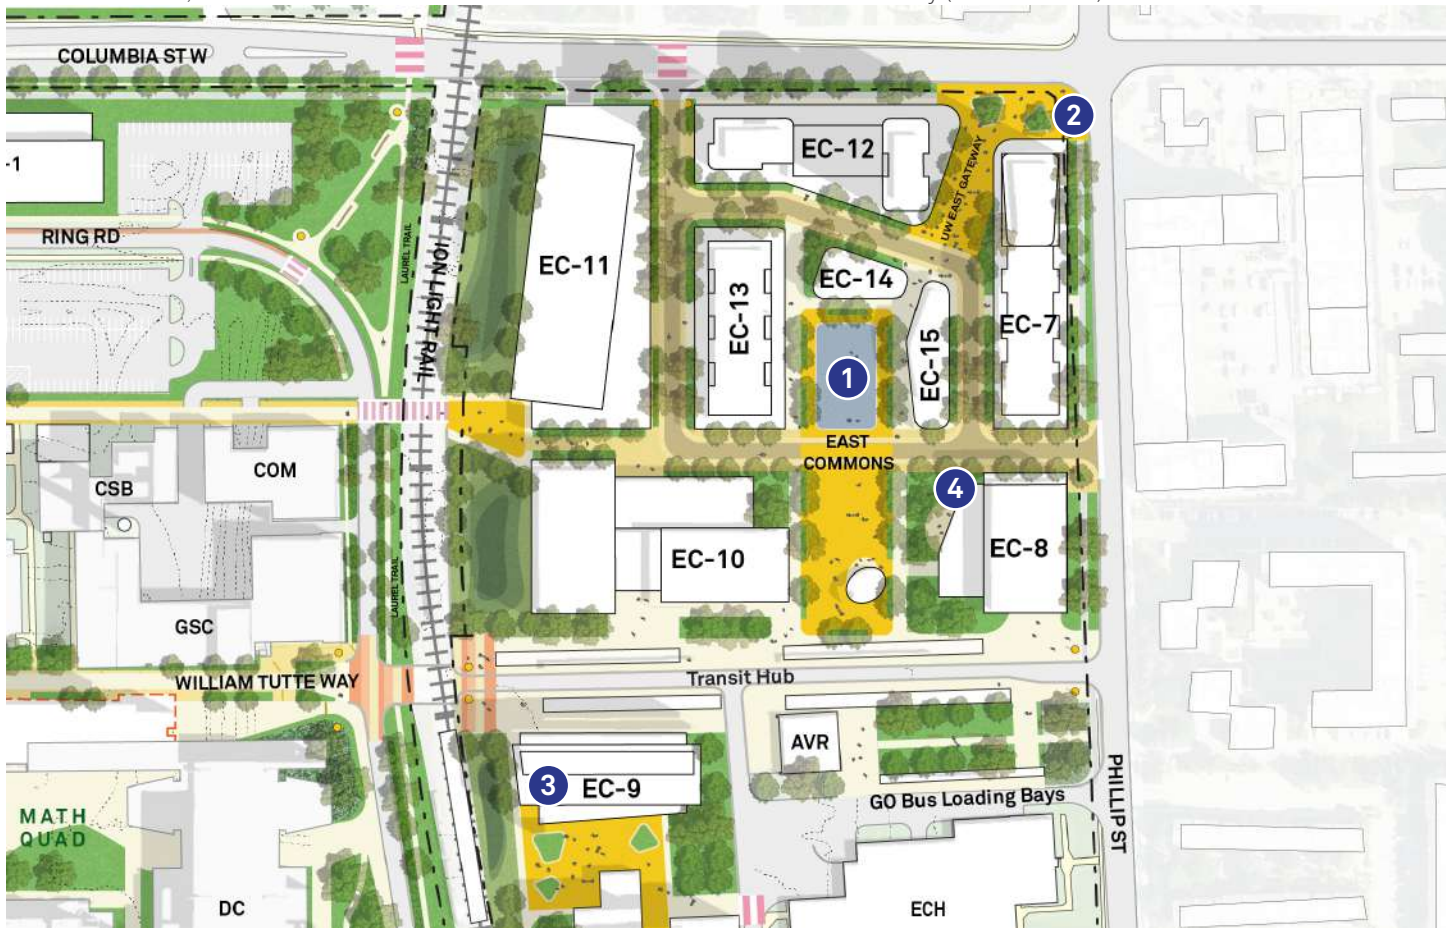 COLUMBIA ST W
2
EC-12
-1
UW EAST GATEWAY
RING RD
LAUREL TRAIL
ION LIGHT RAIL
EC-11
EC-14
EC-13
EC-7
EC-15
1
EAST
COMMONS
COM
CSB
4
EC-8
EC-10
LAUREL TRAIL
GSC
WILLIAM TUTTE WAY
Transit Hub
AVR
3
EC-9
GO Bus Loading Bays
PHILLIP ST
MATH
QUAD
DC
ECH